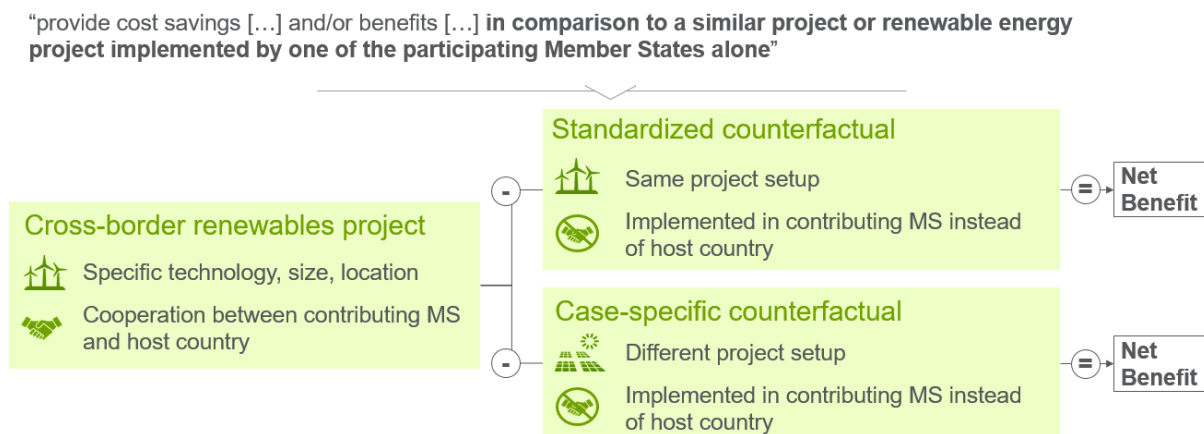 “provide cost savings […] and/or benefits […] in comparison to a similar project or renewable energy
project implemented by one of the participating Member States alone”
Cross-border renewables project
Specific technology, size, location
Cooperation between contributing MS
and host country
-
Standardized counterfactual
Same project setup
Implemented in contributing MS instead
of host country
=
Net
Benefit
-
Case-specific counterfactual
Different project setup
Implemented in contributing MS instead
of host country
=
Net
Benefit